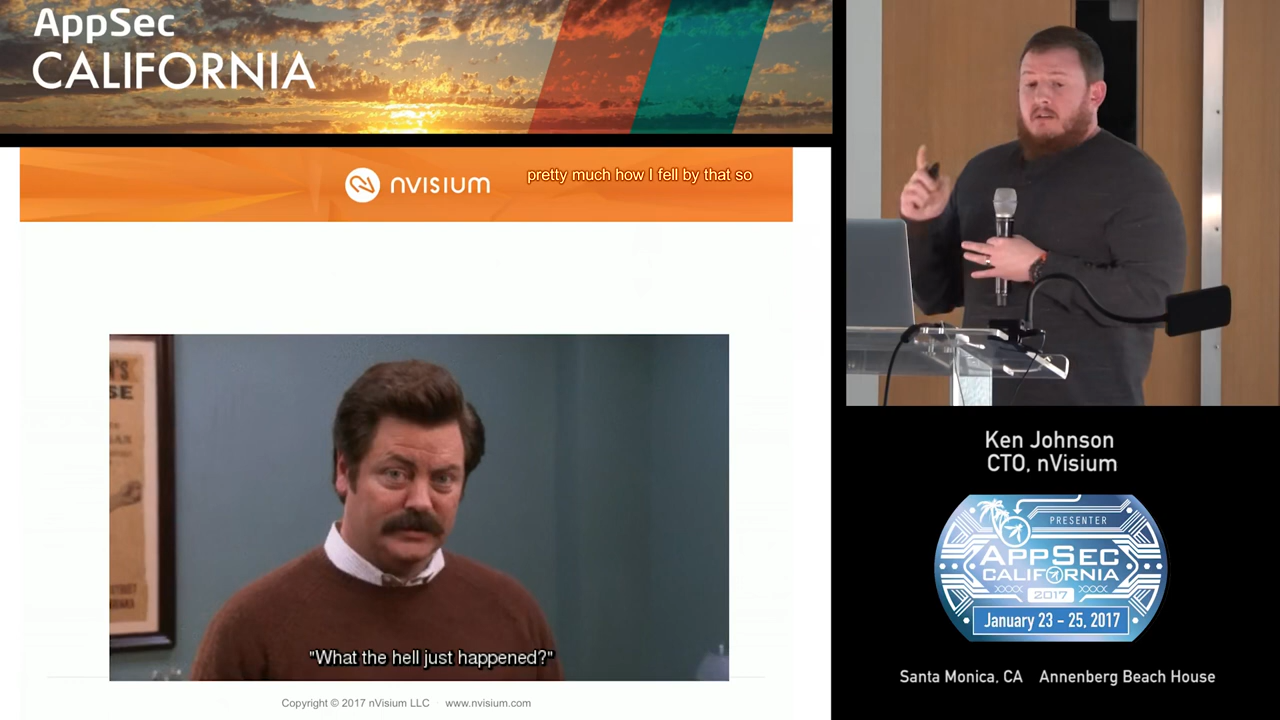 AppSec
CALIFORNIA
nVISIUM
pretty much how I fell by that so
'S
SE
"What the hell just happened?"
Copyright © 2017 nVisium LLC www.nvisium.com
Ken Johnson
CTO, nVisium
PRESENTER
APPSEC
CALIFORNIA
2017
January 23 - 25, 2017
Santa Monica, CA Annenberg Beach House